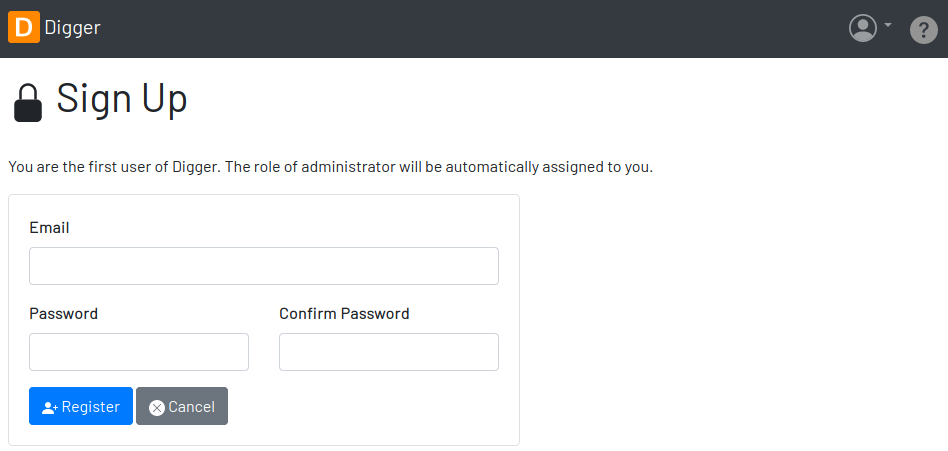 D Digger
?
Sign Up
You are the first user of Digger. The role of administrator will be automatically assigned to you.
Email
Password Confirm Password
Register Cancel